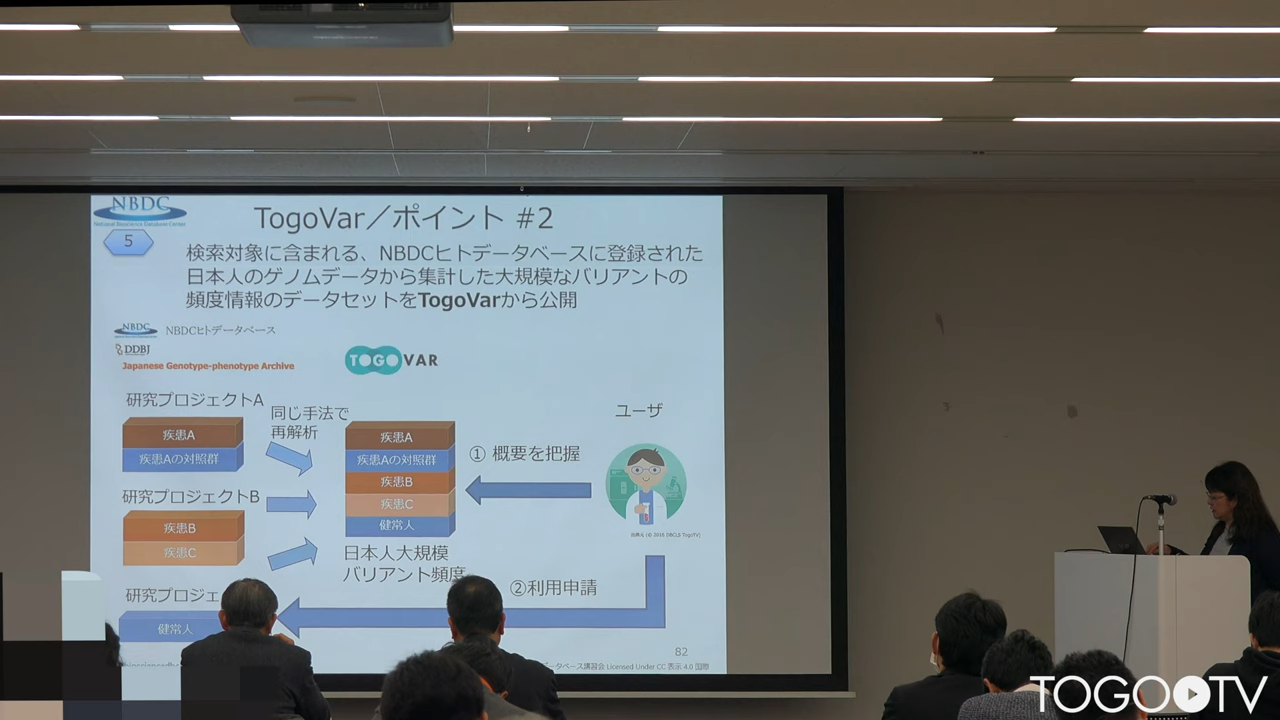 NBDC
National Bioscience Database Center
5
TogoVar／ポイント #2
検索対象に含まれる、NBDCヒトデータベースに登録された
日本人のゲノムデータから集計した大規模なバリアントの
頻度情報のデータセットをTogoVarから公開
NBDC
NBDCヒトデータベース
DDBJ
Japanese Genotype-phenotype Archive
TOGOVAR
研究プロジェクトA
疾患A
疾患Aの対照群
同じ手法で
再解析
研究プロジェクトB
疾患B
疾患C
研究プロジェ
健常人
疾患A
疾患Aの対照群
疾患B
疾患C
健常人
日本人大規模
バリアント頻度
① 概要を把握
ユーザ
②利用申請
82
データベース講習会 Licensed Under CC 表示 4.0 国際
TOGOTV